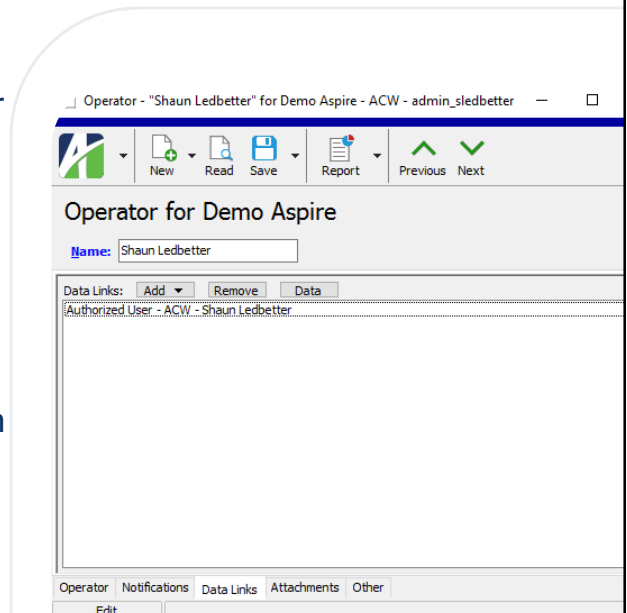 Operator - "Shaun Ledbetter" for Demo Aspire - ACW - admin_sledbetter
New Read Save Report Previous Next
Operator for Demo Aspire
Name: Shaun Ledbetter
Data Links: Add Remove Data
Authorized User - ACW - Shaun Ledbetter
Operator Notifications Data Links Attachments Other
Edit